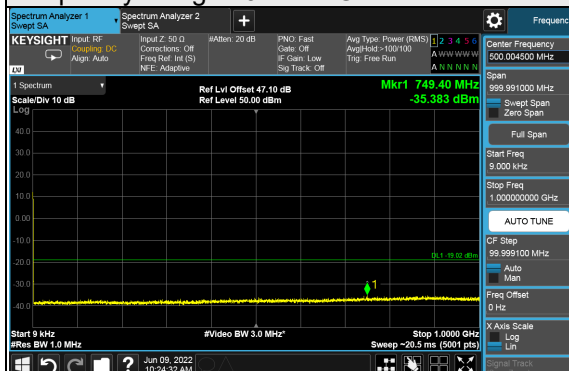 Spectrum Analyzer 1
Swept SA
Spectrum Analyzer 2
Swept SA
+
Frequenc
KEYSIGHT
Input: RF
Coupling: DC
Align: Auto
Input Z: 50 Ω
Corrections: Off
Freq Ref: Int (S)
NFE: Adaptive
#Atten: 20 dB
PNO: Fast
Gate: Off
IF Gain: Low
Sig Track: Off
Avg Type: Power (RMS)
Avg|Hold:>100/100
Trig: Free Run
1 2 3 4 5 6
A W W W W W
A N N N N N
LXI
1 Spectrum
Scale/Div 10 dB
Log
Ref Lvl Offset 47.10 dB
Ref Level 50.00 dBm
Mkr1 749.40 MHz
-35.383 dBm
40.0
30.0
20.0
10.0
0.00
-10.0
-20.0
-30.0
-40.0
DL1 -19.02 dBm
1
Start 9 kHz
#Res BW 1.0 MHz
#Video BW 3.0 MHz*
Stop 1.0000 GHz
Sweep ~20.5 ms (5001 pts)
Center Frequency
500.004500 MHz
Span
999.991000 MHz
Swept Span
Zero Span
Full Span
Start Freq
9.000 kHz
Stop Freq
1.000000000 GHz
AUTO TUNE
CF Step
99.999100 MHz
Auto
Man
Freq Offset
0 Hz
X Axis Scale
Log
Lin
Signal Track
?
Jun 09, 2022
10:24:32 AM